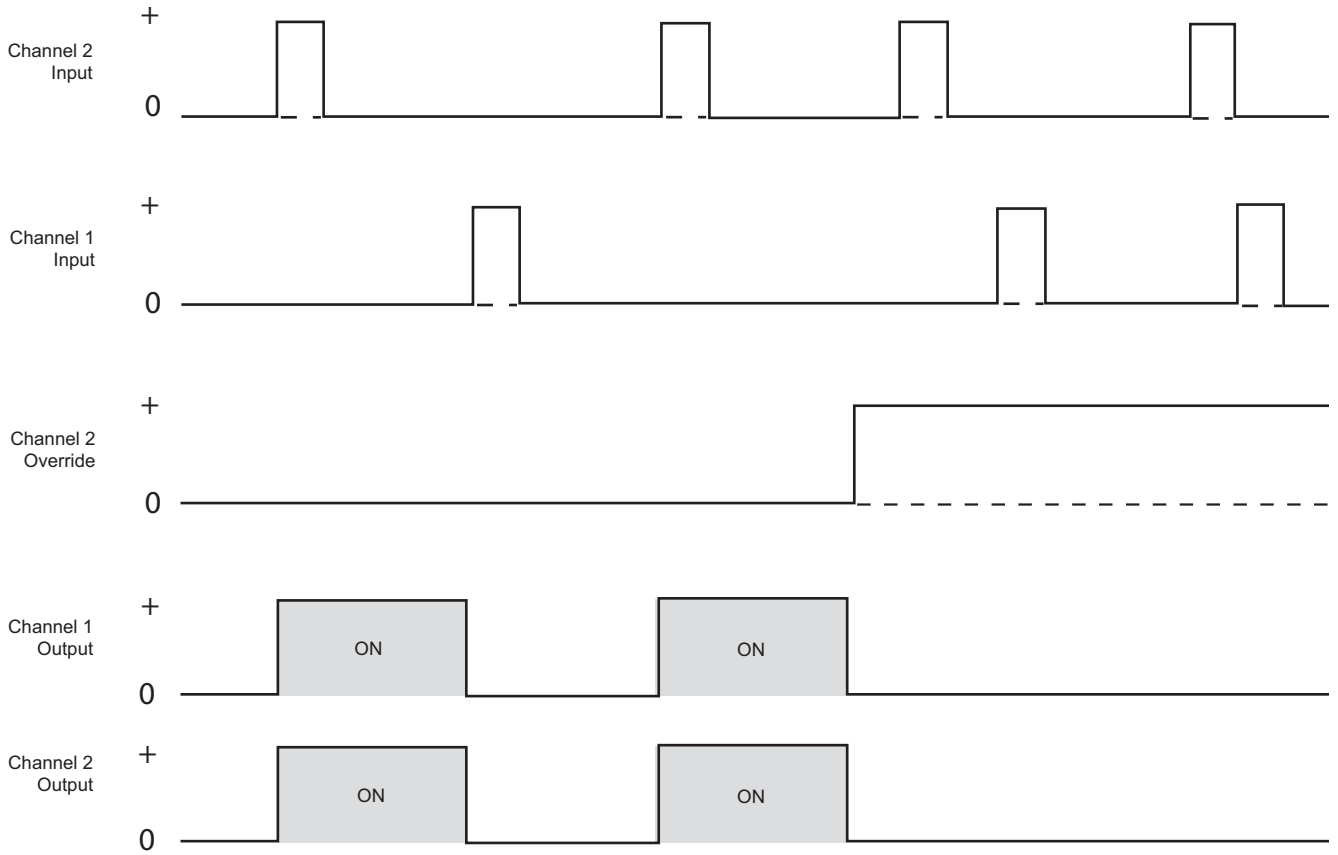 +
Channel 2
Input
0
+
Channel 1
Input
0
+
Channel 2
Override
0
+
Channel 1
Output
ON
ON
0
+
Channel 2
Output
ON
ON
0